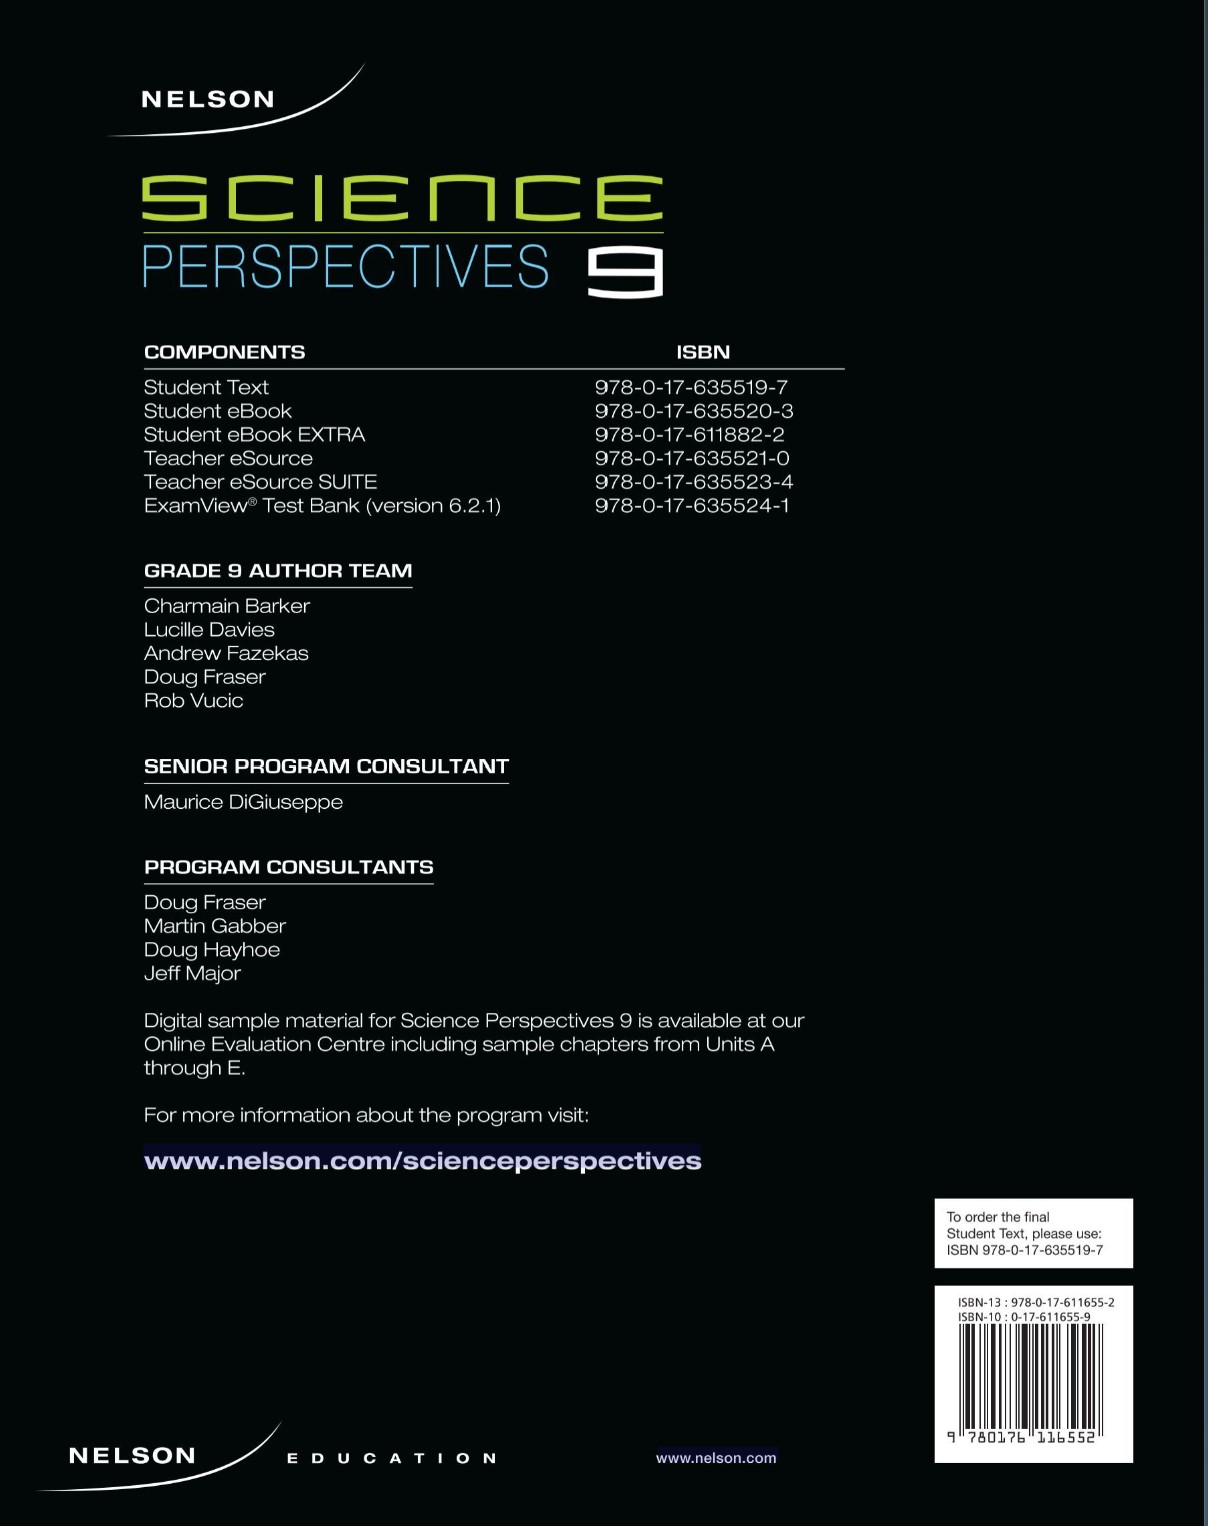 NELSON
SCIENCE
PERSPECTIVES 9
COMPONENTS ISBN
Student Text 978-0-17-635519-7
Student eBook 978-0-17-635520-3
Student eBook EXTRA 978-0-17-611882-2
Teacher eSource 978-0-17-635521-0
Teacher eSource SUITE 978-0-17-635523-4
ExamView® Test Bank (version 6.2.1) 978-0-17-635524-1
GRADE 9 AUTHOR TEAM
Charmain Barker
Lucille Davies
Andrew Fazekas
Doug Fraser
Rob Vucic
SENIOR PROGRAM CONSULTANT
Maurice DiGiuseppe
PROGRAM CONSULTANTS
Doug Fraser
Martin Gabber
Doug Hayhoe
Jeff Major
Digital sample material for Science Perspectives 9 is available at our
Online Evaluation Centre including sample chapters from Units A
through E.
For more information about the program visit:
www.nelson.com/scienceperspectives
To order the final
Student Text, please use:
ISBN 978-0-17-635519-7
ISBN-13 : 978-0-17-611655-2
ISBN-10 : 0-17-611655-9
9 780176 116552
NELSON EDUCATION www.nelson.com